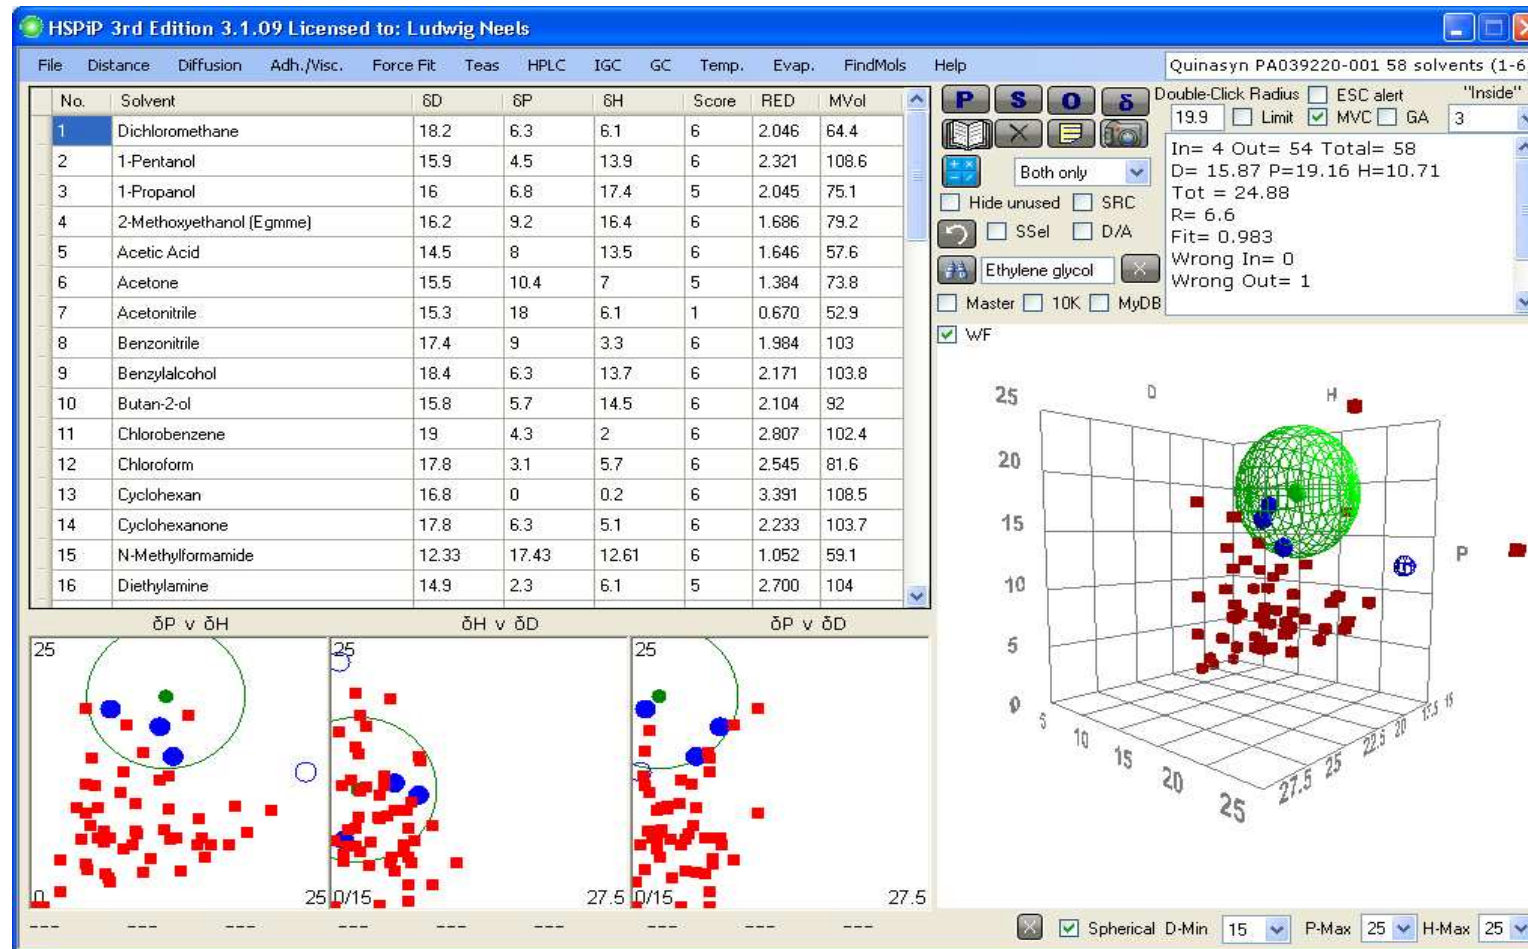 HSPiP 3rd Edition 3.1.09 Licensed to: Ludwig Neels
File Distance Diffusion Adh./Visc. Force Fit Teas HPLC IGC GC Temp. Evap. FindMols Help
Quinasyn PA039220-001 58 solvents (1-6
No. Solvent δD δP δH Score RED MVol
1 Dichloromethane 18.2 6.3 6.1 6 2.046 64.4
2 1-Pentanol 15.9 4.5 13.9 6 2.321 108.6
3 1-Propanol 16 6.8 17.4 5 2.045 75.1
4 2-Methoxyethanol (Egmme) 16.2 9.2 16.4 6 1.686 79.2
5 Acetic Acid 14.5 8 13.5 6 1.646 57.6
6 Acetone 15.5 10.4 7 5 1.384 73.8
7 Acetonitrile 15.3 18 6.1 1 0.670 52.9
8 Benzonitrile 17.4 9 3.3 6 1.984 103
9 Benzylalcohol 18.4 6.3 13.7 6 2.171 103.8
10 Butan-2-ol 15.8 5.7 14.5 6 2.104 92
11 Chlorobenzene 19 4.3 2 6 2.807 102.4
12 Chloroform 17.8 3.1 5.7 6 2.545 81.6
13 Cyclohexan 16.8 0 0.2 6 3.391 108.5
14 Cyclohexanone 17.8 6.3 5.1 6 2.233 103.7
15 N-Methylformamide 12.33 17.43 12.61 6 1.052 59.1
16 Diethylamine 14.9 2.3 6.1 5 2.700 104
P S O δ
Double-Click Radius ESC alert "Inside"
19.9 Limit MVC GA 3
Both only
Hide unused SRC
SSel D/A
Ethylene glycol
Master 10K MyDB
WF
In= 4 Out= 54 Total= 58
D= 15.87 P=19.16 H=10.71
Tot = 24.88
R= 6.6
Fit= 0.983
Wrong In= 0
Wrong Out= 1
25 D H
20
15 P
10
5
0
5 10 15 20 25
27.5 25 22.5 20 17.5 15
δP v δH δH v δD δP v δD
25 25 25
0 25 0/15 27.5 0/15 27.5
--- --- --- --- --- --- --- --- ---
Spherical D-Min 15 P-Max 25 H-Max 25